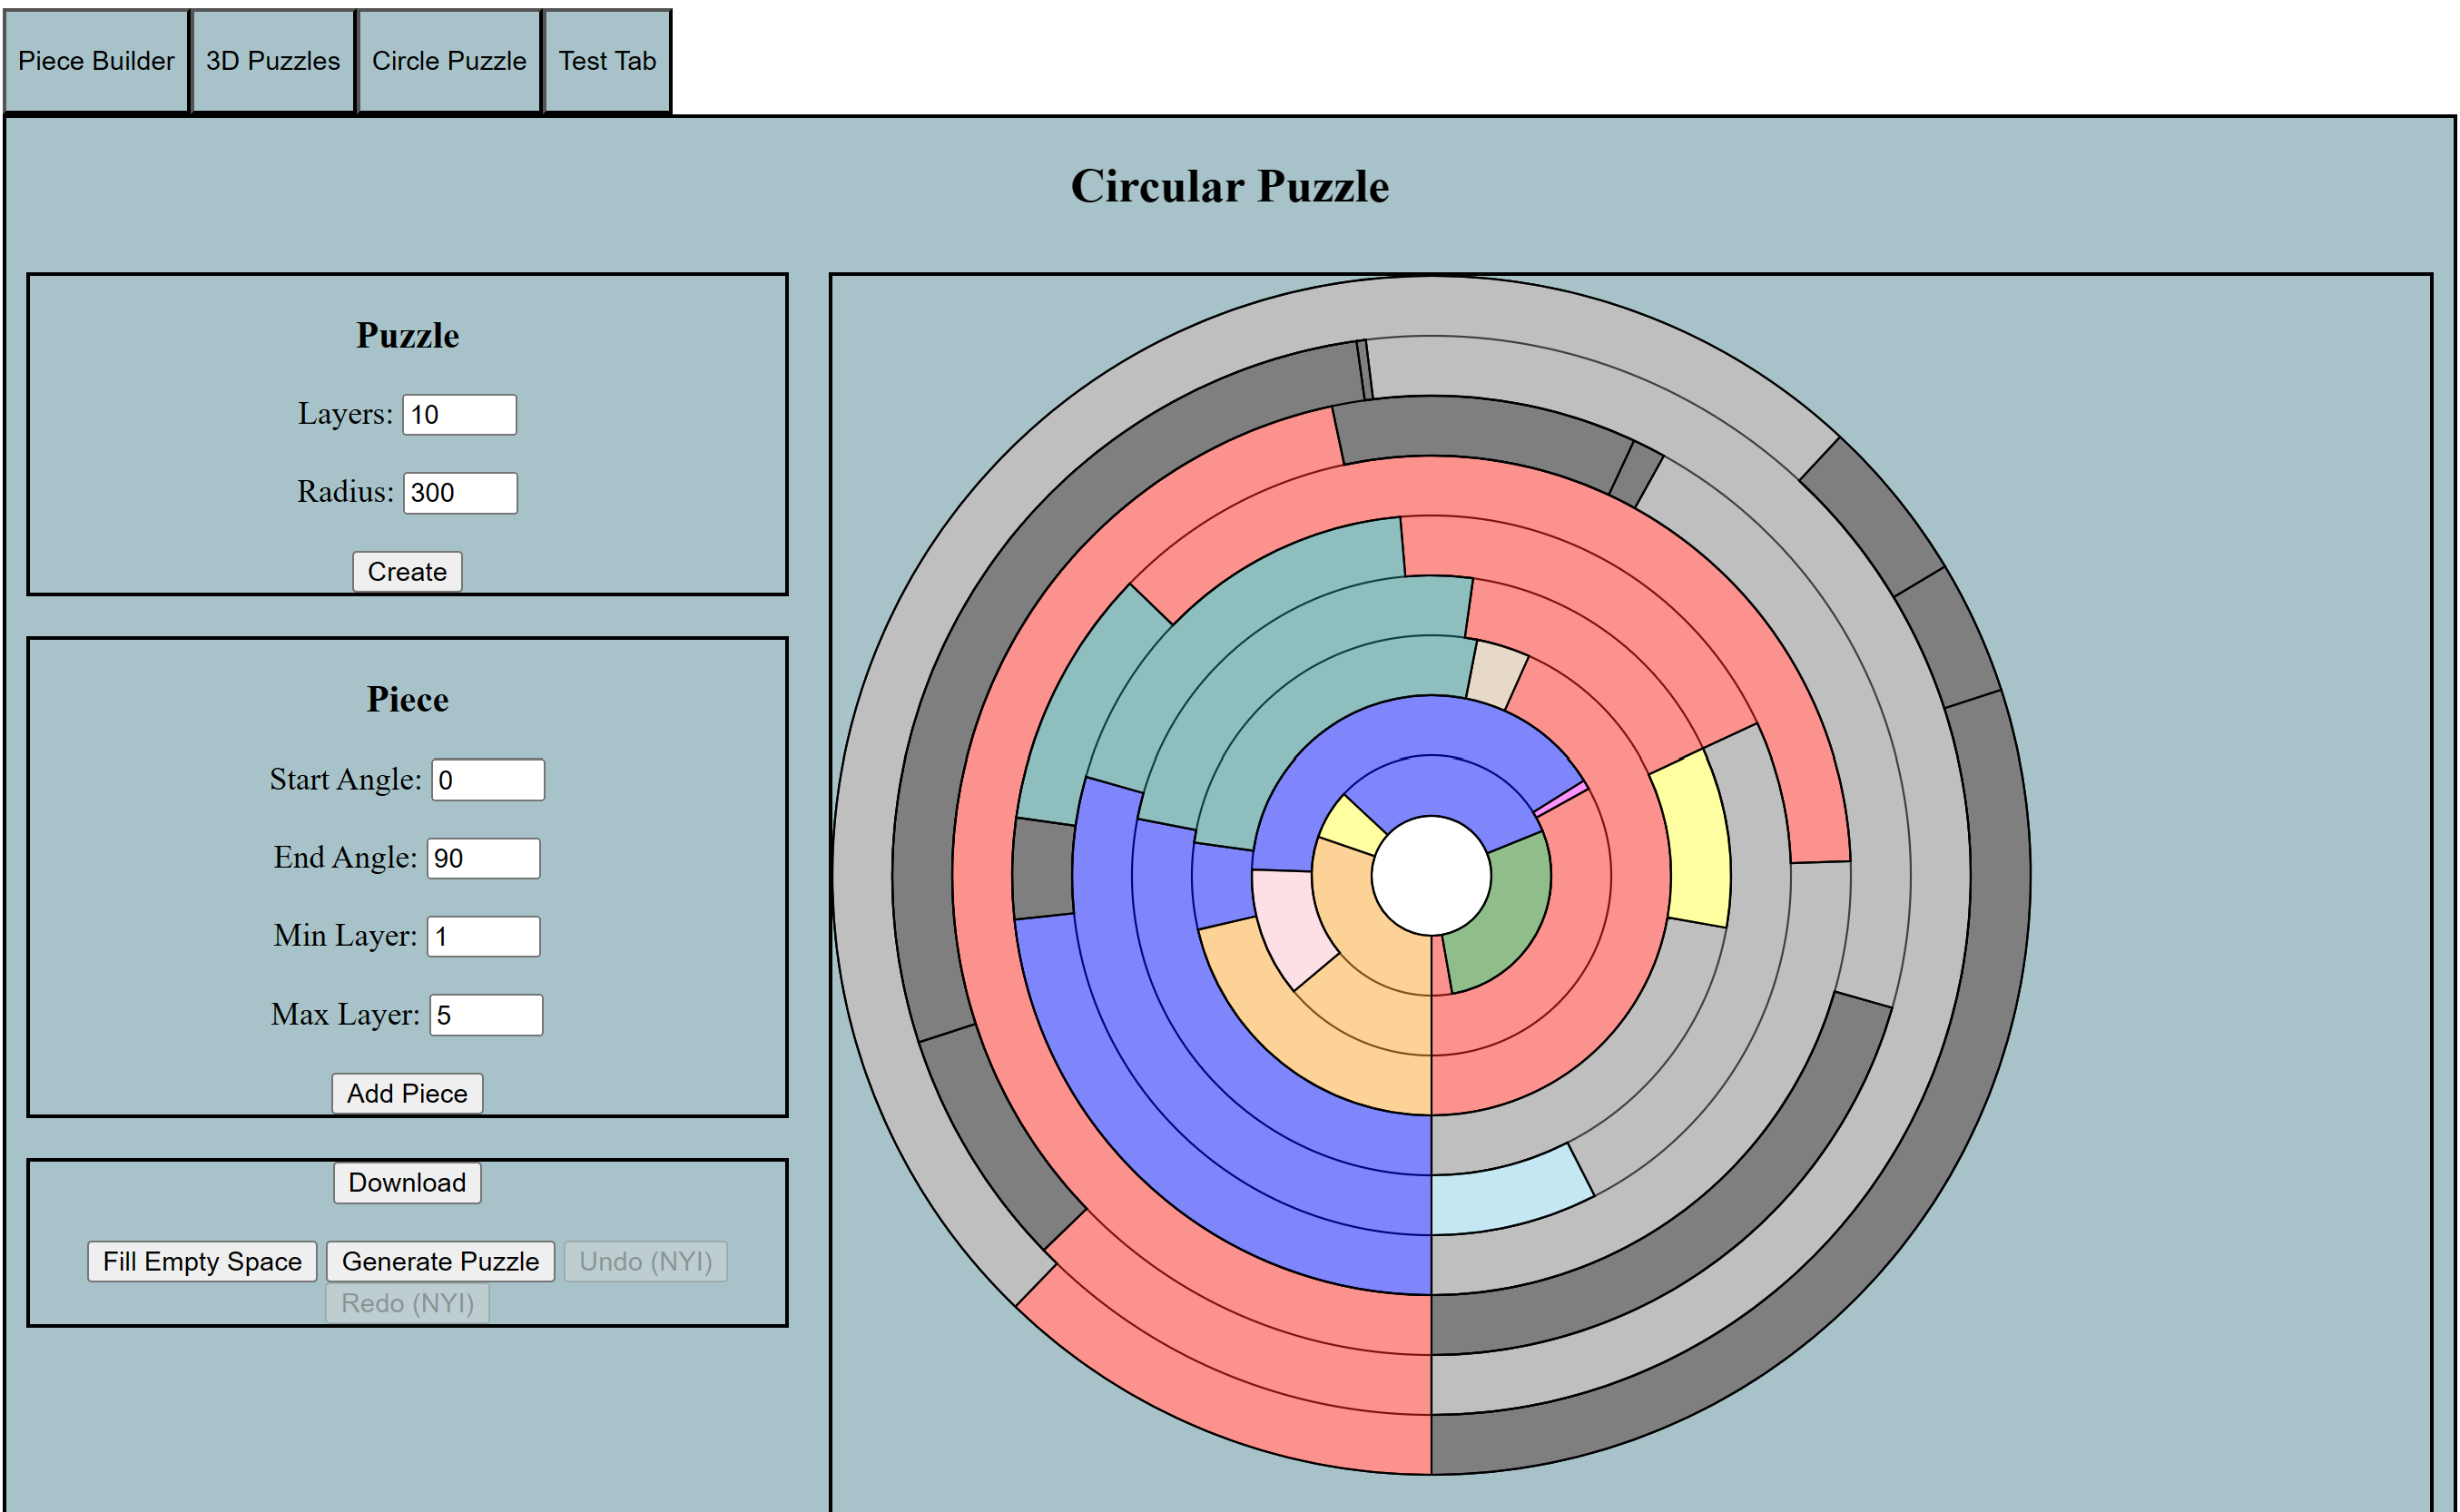 Piece Builder 3D Puzzles Circle Puzzle Test Tab
Circular Puzzle
Puzzle
Layers: 10
Radius: 300
Create
Piece
Start Angle: 0
End Angle: 90
Min Layer: 1
Max Layer: 5
Add Piece
Download
Fill Empty Space Generate Puzzle Undo (NYI)
Redo (NYI)